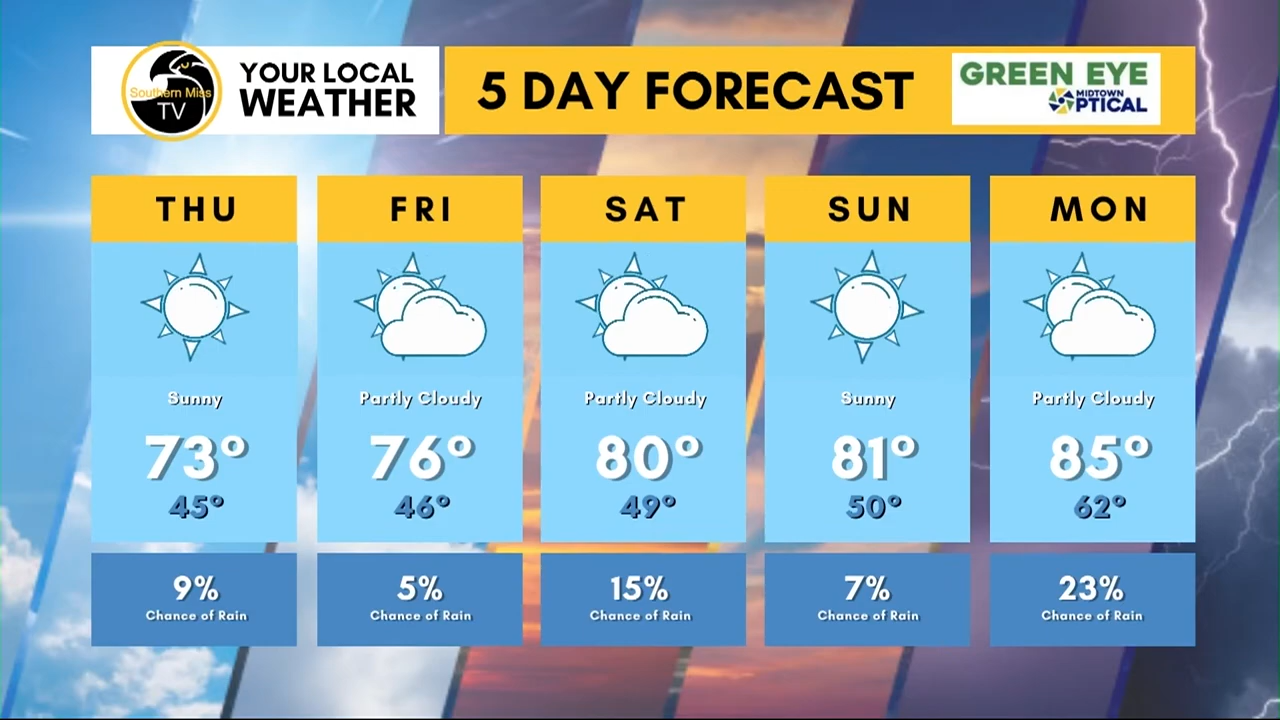 Southern Miss
TV
YOUR LOCAL
WEATHER
5 DAY FORECAST
GREEN EYE
MIDTOWN
PTICAL
THU
Sunny
73°
45°
9%
Chance of Rain
FRI
Partly Cloudy
76°
46°
5%
Chance of Rain
SAT
Partly Cloudy
80°
49°
15%
Chance of Rain
SUN
Sunny
81°
50°
7%
Chance of Rain
MON
Partly Cloudy
85°
62°
23%
Chance of Rain